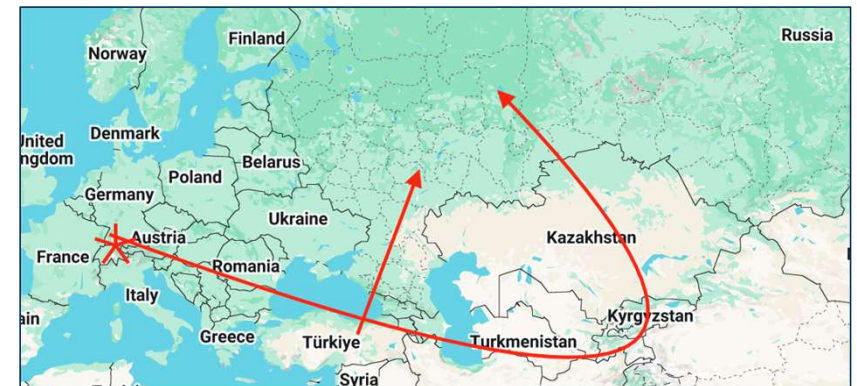 Finland
Russia
Norway
United
Kingdom
Denmark
Belarus
Poland
Germany
Ukraine
Austria
France
Kazakhstan
Romania
Italy
Kyrgyzstan
Greece
Türkiye
Turkmenistan
Syria